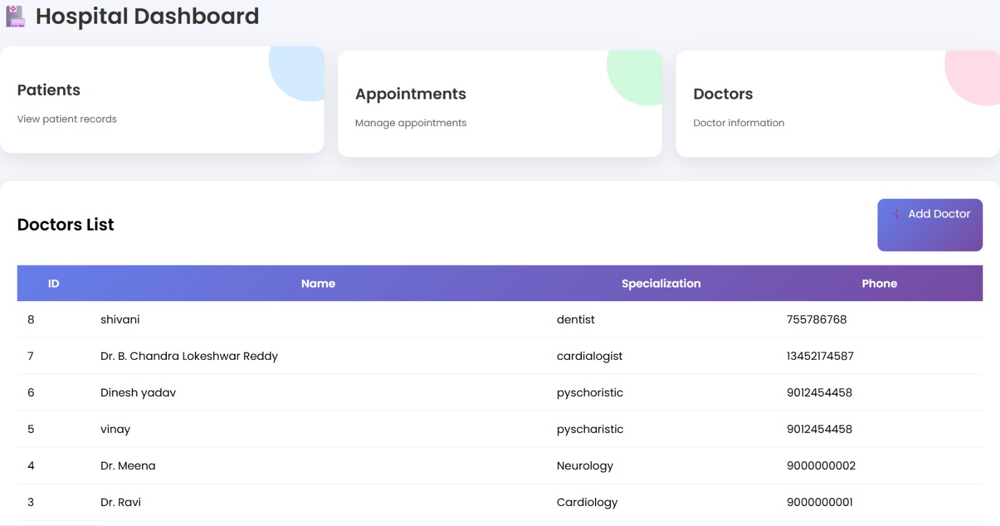 Hospital Dashboard
Patients
View patient records
Appointments
Manage appointments
Doctors
Doctor information
Doctors List
Add Doctor
ID Name Specialization Phone
8 shivani dentist 755786768
7 Dr. B. Chandra Lokeshwar Reddy cardialogist 13452174587
6 Dinesh yadav pyschoristic 9012454458
5 vinay pyscharistic 9012454458
4 Dr. Meena Neurology 9000000002
3 Dr. Ravi Cardiology 9000000001